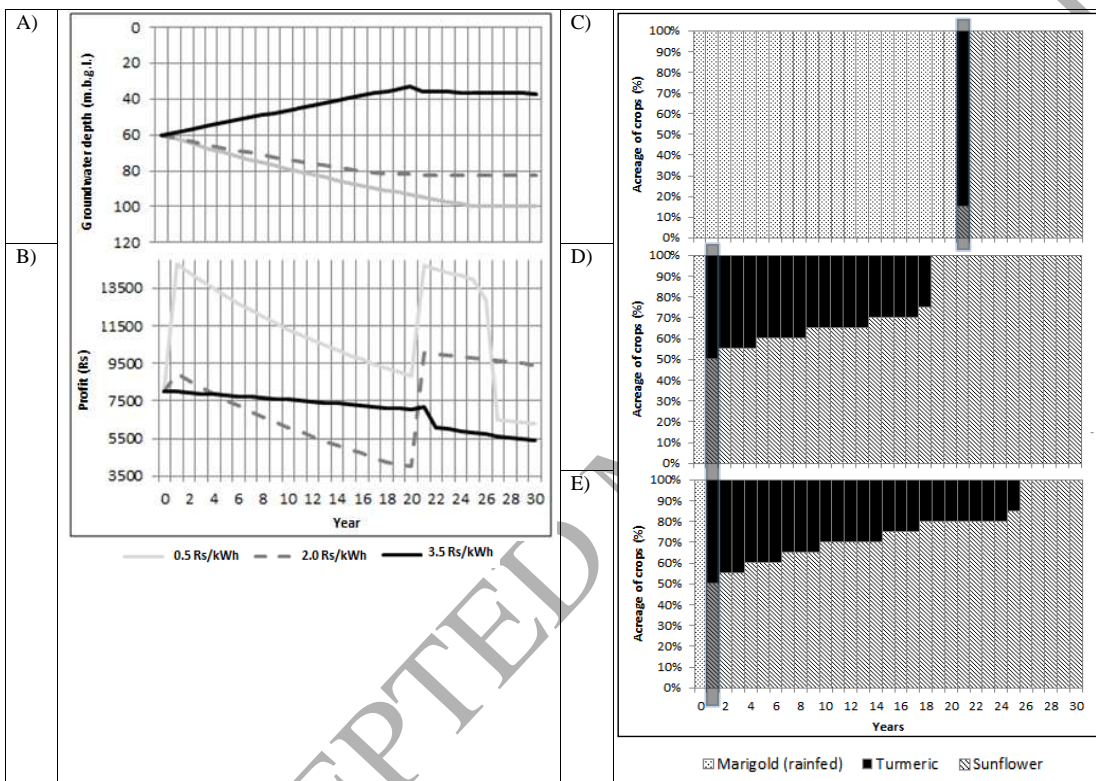 A)
0
20
40
60
80
100
120
Groundwater depth (m.b.g.l.)
B)
13500
11500
9500
7500
5500
3500
Profit (Rs)
0 2 4 6 8 10 12 14 16 18 20 22 24 26 28 30
Year
0.5 Rs/kWh 2.0 Rs/kWh 3.5 Rs/kWh
C)
100%
90%
80%
70%
60%
50%
40%
30%
20%
10%
0%
Acreage of crops (%)
D)
100%
90%
80%
70%
60%
50%
40%
30%
20%
10%
0%
Acreage of crops (%)
E)
100%
90%
80%
70%
60%
50%
40%
30%
20%
10%
0%
Acreage of crops (%)
0 2 4 6 8 10 12 14 16 18 20 22 24 26 28 30
Years
Marigold (rainfed) Turmeric Sunflower
EPTED